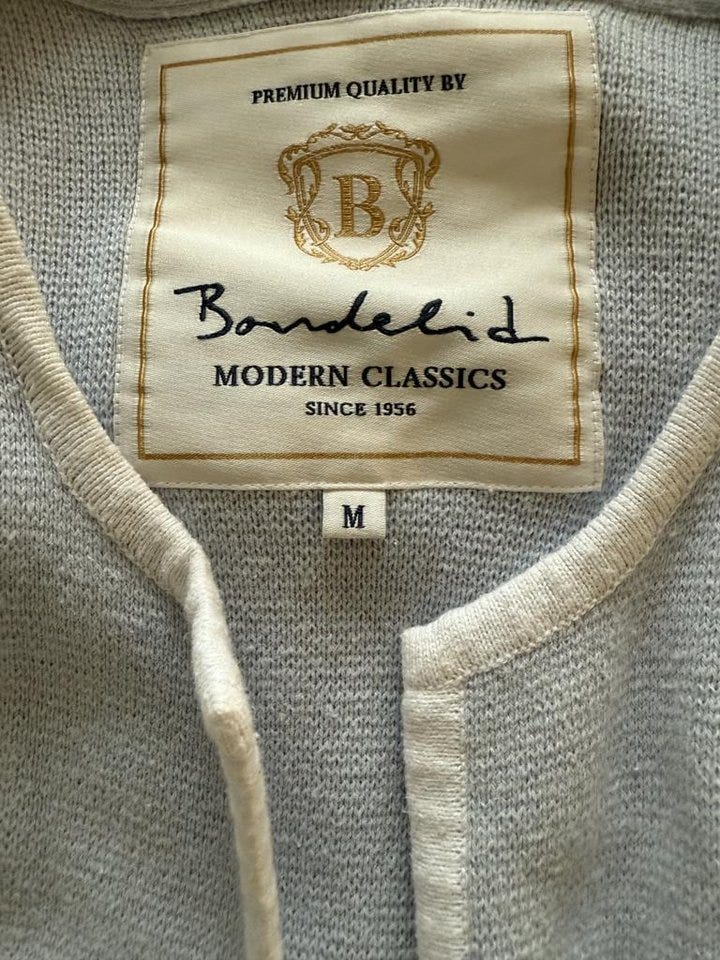 PREMIUM QUALITY BY
B
Bondelid
MODERN CLASSICS
SINCE 1956
M